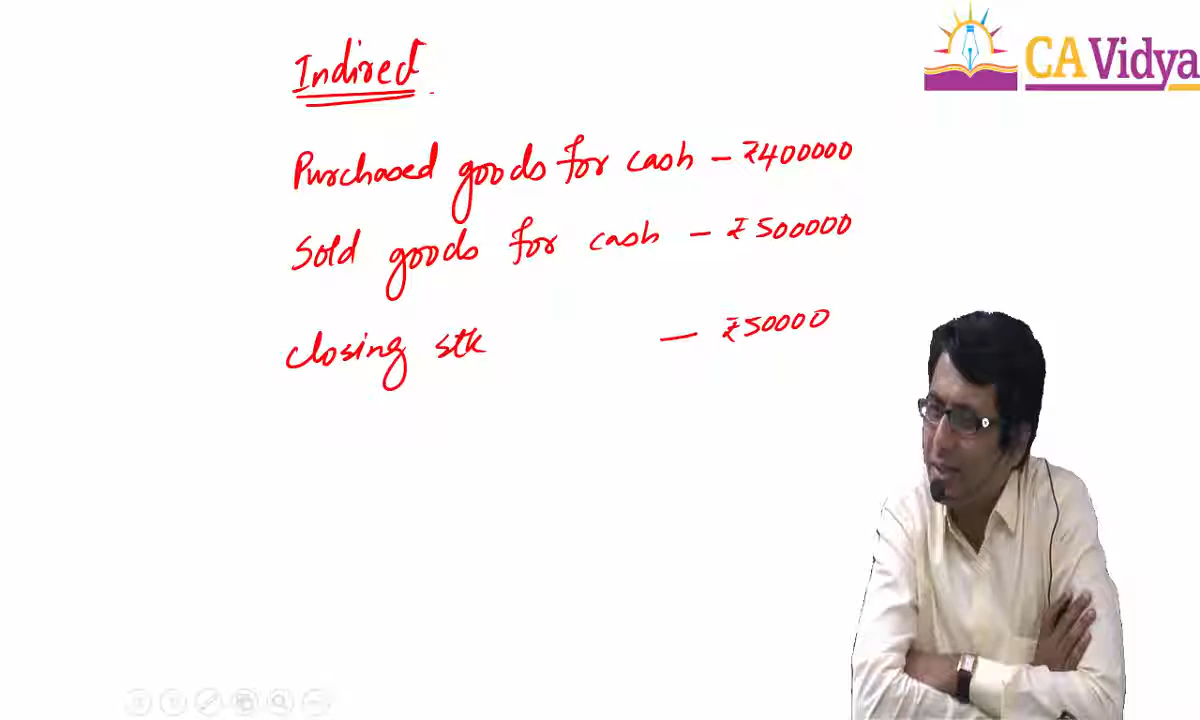 CA Vidya
Indirect
Purchased goods for cash - ₹400000
Sold goods for cash - ₹500000
closing stk - ₹50000